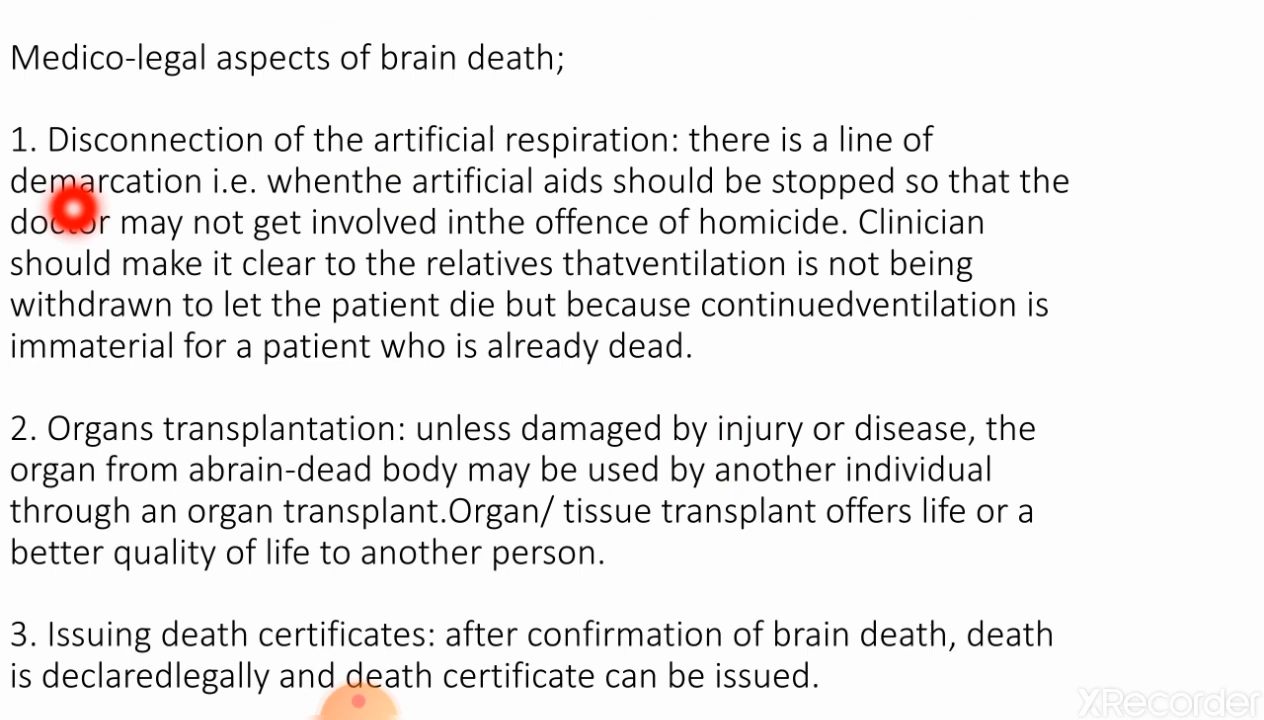 Medico-legal aspects of brain death;
1. Disconnection of the artificial respiration: there is a line of
demarcation i.e. whenthe artificial aids should be stopped so that the
doctor may not get involved inthe offence of homicide. Clinician
should make it clear to the relatives thatventilation is not being
withdrawn to let the patient die but because continuedventilation is
immaterial for a patient who is already dead.
2. Organs transplantation: unless damaged by injury or disease, the
organ from abrain-dead body may be used by another individual
through an organ transplant.Organ/ tissue transplant offers life or a
better quality of life to another person.
3. Issuing death certificates: after confirmation of brain death, death
is declaredlegally and death certificate can be issued.
XRecorder